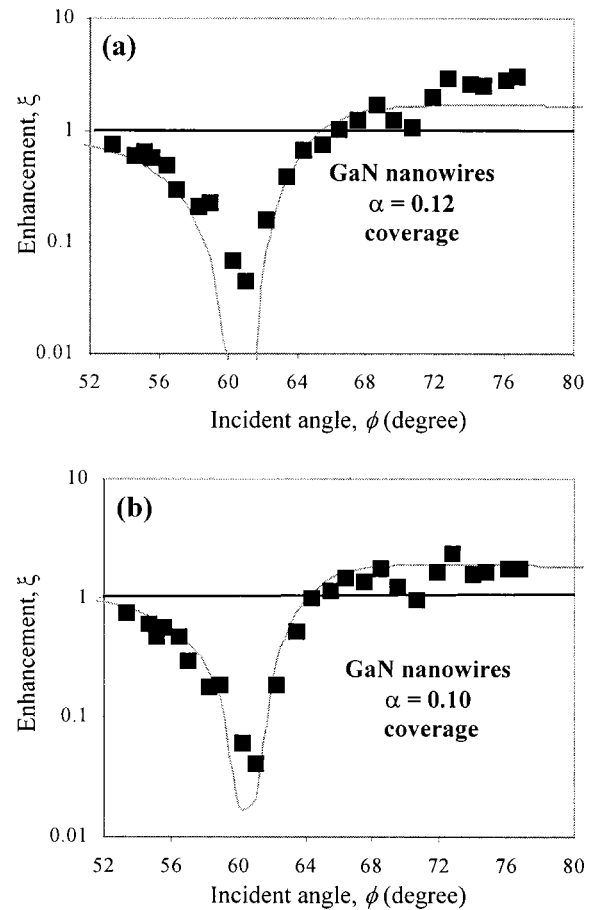 (a)
10
1
0.1
0.01
Enhancement, ξ
GaN nanowires
α = 0.12
coverage
52 56 60 64 68 72 76 80
Incident angle, ϕ (degree)
(b)
10
1
0.1
0.01
Enhancement, ξ
GaN nanowires
α = 0.10
coverage
52 56 60 64 68 72 76 80
Incident angle, ϕ (degree)